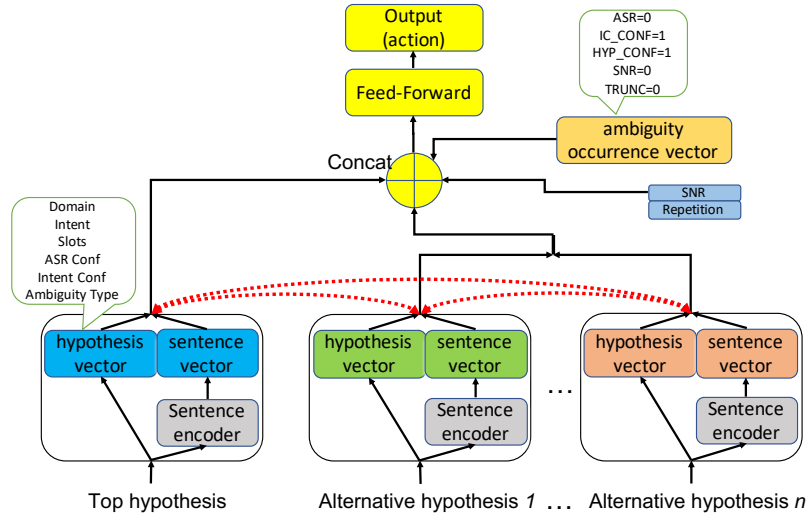 Output
(action)
ASR=0
IC_CONF=1
HYP_CONF=1
SNR=0
TRUNC=0
Feed-Forward
ambiguity
occurrence vector
Concat
SNR
Repetition
Domain
Intent
Slots
ASR Conf
Intent Conf
Ambiguity Type
hypothesis
vector
sentence
vector
Sentence
encoder
hypothesis
vector
sentence
vector
Sentence
encoder
...
hypothesis
vector
sentence
vector
Sentence
encoder
Top hypothesis
Alternative hypothesis 1
...
Alternative hypothesis n